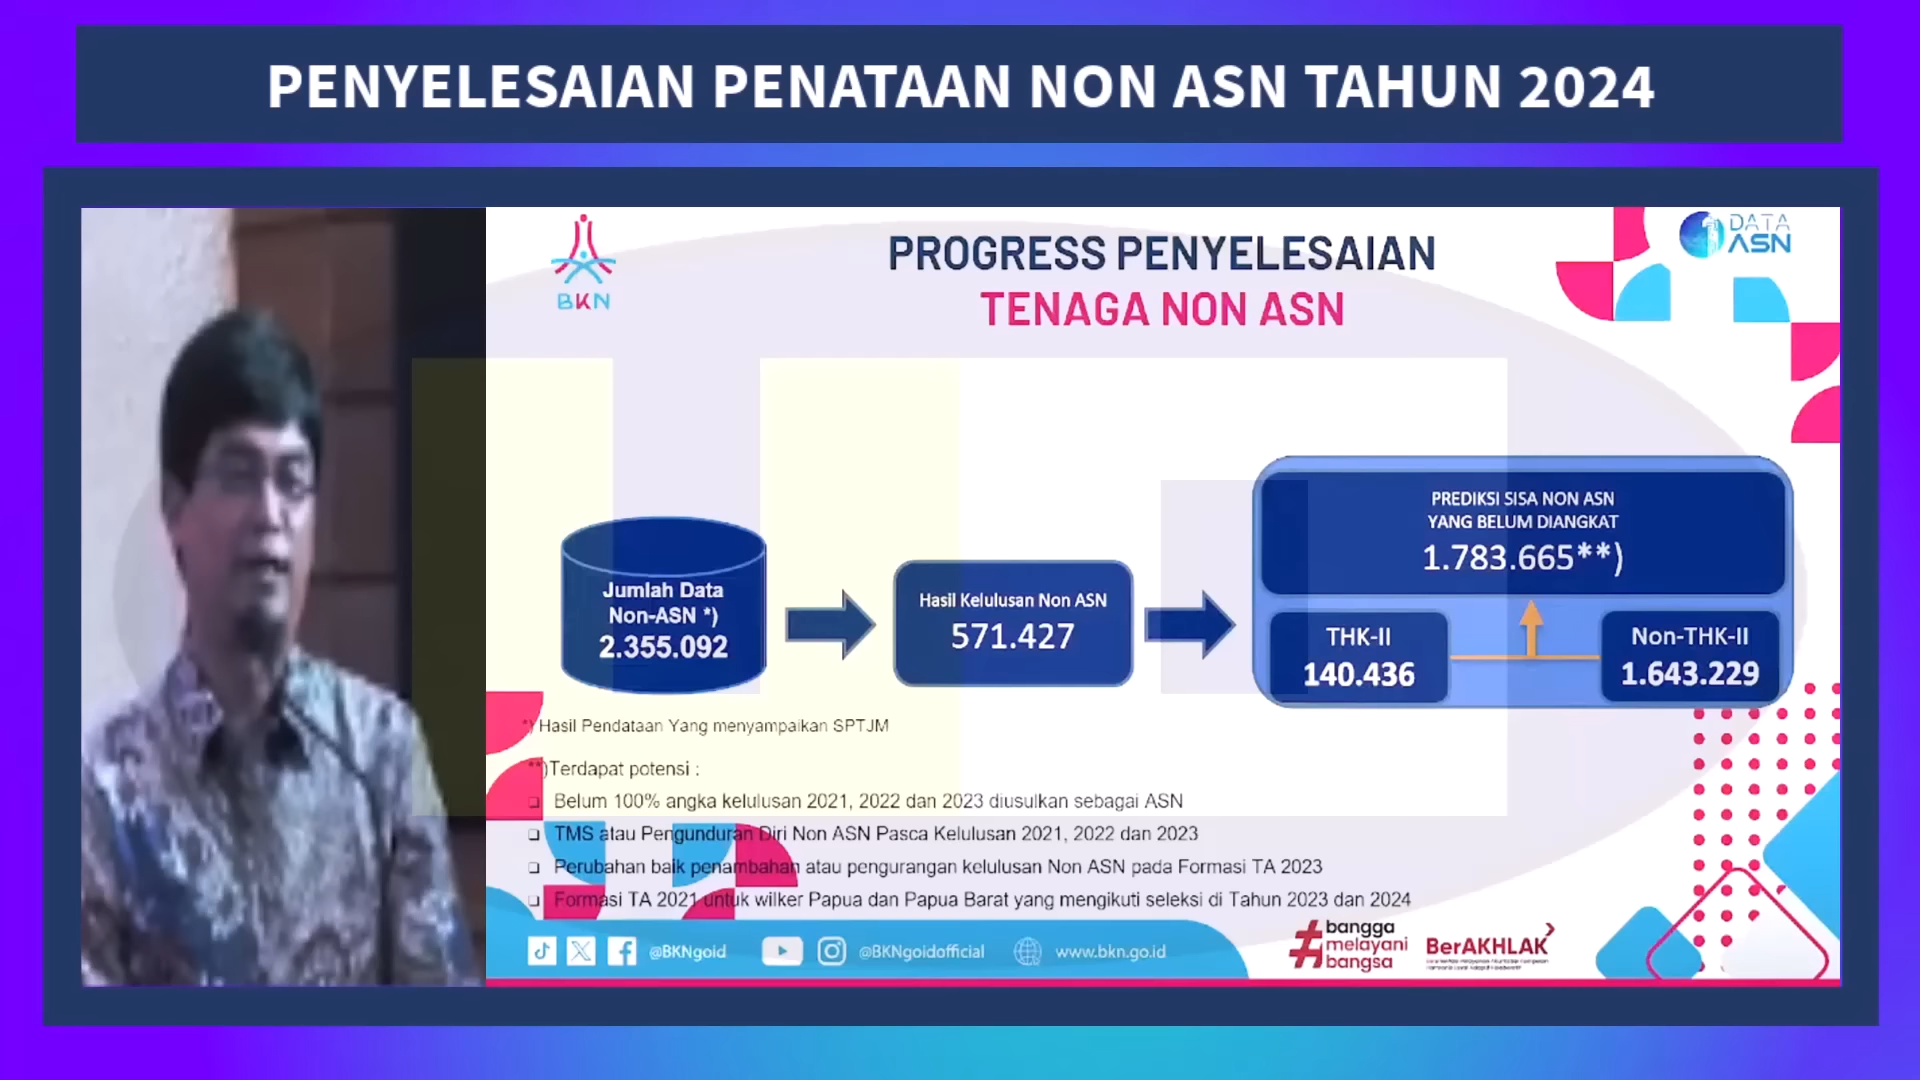 PENYELESAIAN PENATAAN NON ASN TAHUN 2024
BKN
PROGRESS PENYELESAIAN
TENAGA NON ASN
DATA
ASN
Jumlah Data
Non-ASN *)
2.355.092
Hasil Kelulusan Non ASN
571.427
PREDIKSI SISA NON ASN
YANG BELUM DIANGKAT
1.783.665**)
THK-II
140.436
Non-THK-II
1.643.229
*) Hasil Pendataan Yang menyampaikan SPTJM
**)Terdapat potensi :
Belum 100% angka kelulusan 2021, 2022 dan 2023 diusulkan sebagai ASN
TMS atau Pengunduran Diri Non ASN Pasca Kelulusan 2021, 2022 dan 2023
Perubahan baik penambahan atau pengurangan kelulusan Non ASN pada Formasi TA 2023
Formasi TA 2021 untuk wilker Papua dan Papua Barat yang mengikuti seleksi di Tahun 2023 dan 2024
@BKNgoid
@BKNgoidofficial
www.bkn.go.id
#bangga
melayani
bangsa
BerAKHLAK